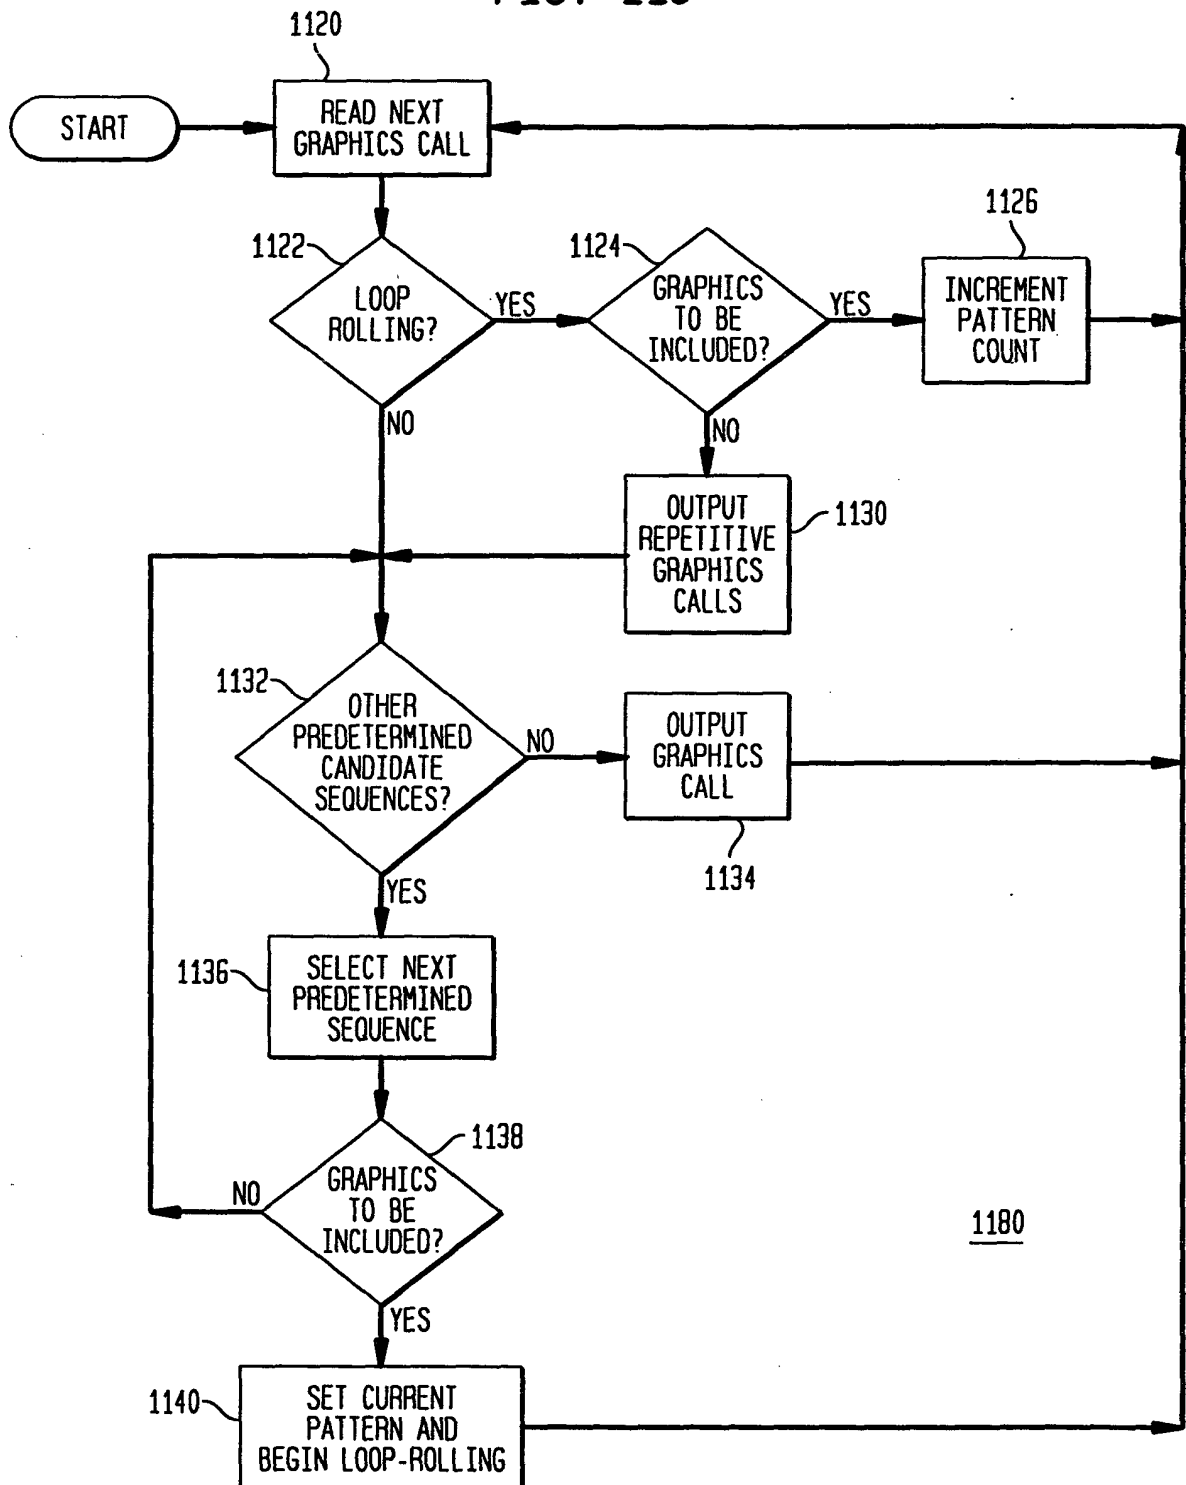 1120
START
READ NEXT
GRAPHICS CALL
1126
1122
1124
LOOP
ROLLING?
YES
GRAPHICS
TO BE
INCLUDED?
YES
INCREMENT
PATTERN
COUNT
NO
NO
OUTPUT
REPETITIVE
GRAPHICS
CALLS
1130
1132
OTHER
PREDETERMINED
CANDIDATE
SEQUENCES?
NO
OUTPUT
GRAPHICS
CALL
1134
YES
1136
SELECT NEXT
PREDETERMINED
SEQUENCE
1138
NO
GRAPHICS
TO BE
INCLUDED?
1180
YES
1140
SET CURRENT
PATTERN AND
BEGIN LOOP-ROLLING